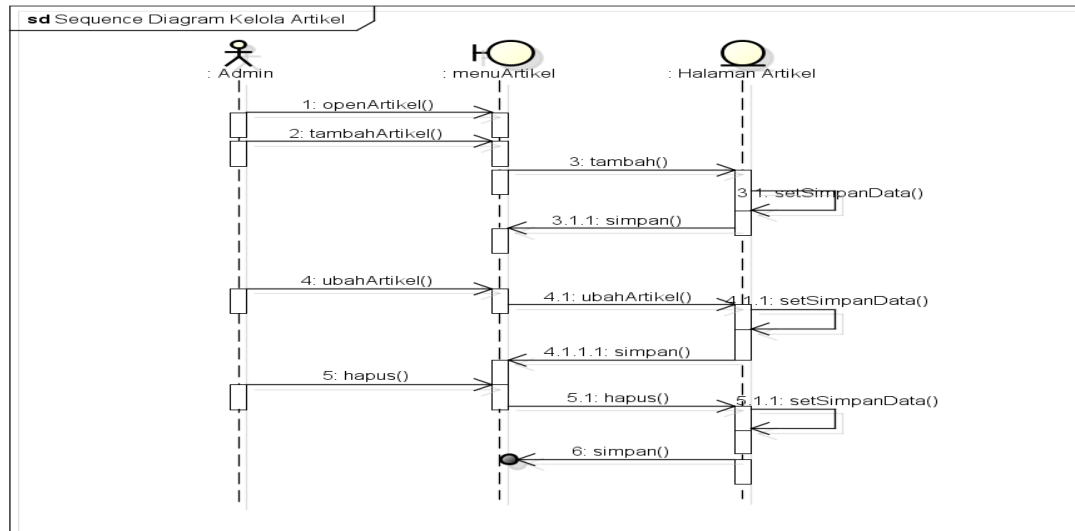 sd Sequence Diagram Kelola Artikel
: Admin
: menuArtikel
: Halaman Artikel
1: openArtikel()
2: tambahArtikel()
3: tambah()
3.1: setSimpanData()
3.1.1: simpan()
4: ubahArtikel()
4.1: ubahArtikel()
4.1.1: setSimpanData()
4.1.1.1: simpan()
5: hapus()
5.1: hapus()
5.1.1: setSimpanData()
6: simpan()